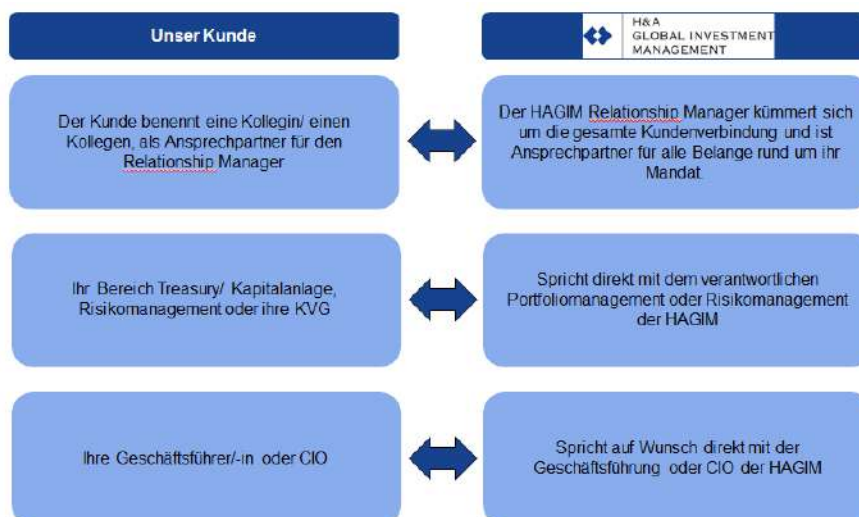 Unser Kunde
H&A
GLOBAL INVESTMENT
MANAGEMENT
Der Kunde benennt eine Kollegin/ einen
Kollegen, als Ansprechpartner für den
Relationship Manager
Der HAGIM Relationship Manager kümmert sich
um die gesamte Kundenverbindung und ist
Ansprechpartner für alle Belange rund um ihr
Mandat.
Ihr Bereich Treasury/ Kapitalanlage,
Risikomanagement oder ihre KVG
Spricht direkt mit dem verantwortlichen
Portfoliomanagement oder Risikomanagement
der HAGIM
Ihre Geschäftsführer/-in oder CIO
Spricht auf Wunsch direkt mit der
Geschäftsführung oder CIO der HAGIM